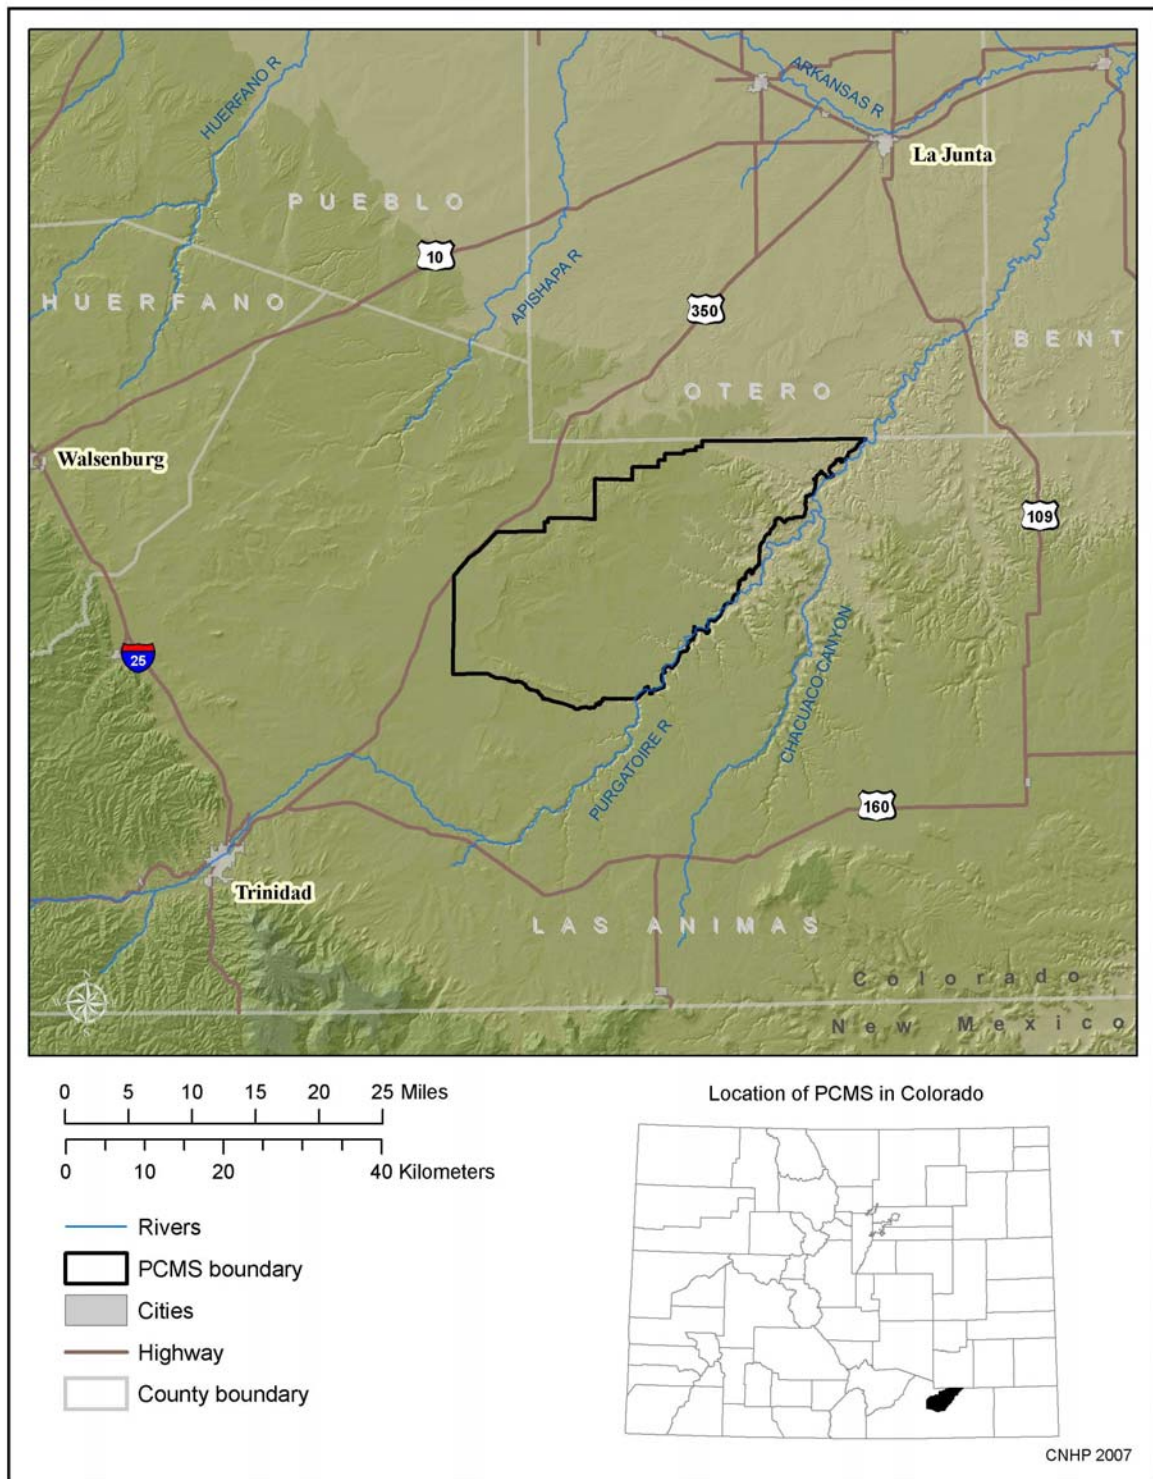 HUERFANO R
ARKANSAS R
La Junta
PUEBLO
10
APISHAPA R
HUERFANO
350
BENT
OTERO
Walsenburg
109
25
CHACUACO CANYON
PURGATOIRE R
160
Trinidad
LAS ANIMAS
Colorado
New Mexico
0 5 10 15 20 25 Miles
0 10 20 40 Kilometers
Rivers
PCMS boundary
Cities
Highway
County boundary
Location of PCMS in Colorado
CNHP 2007